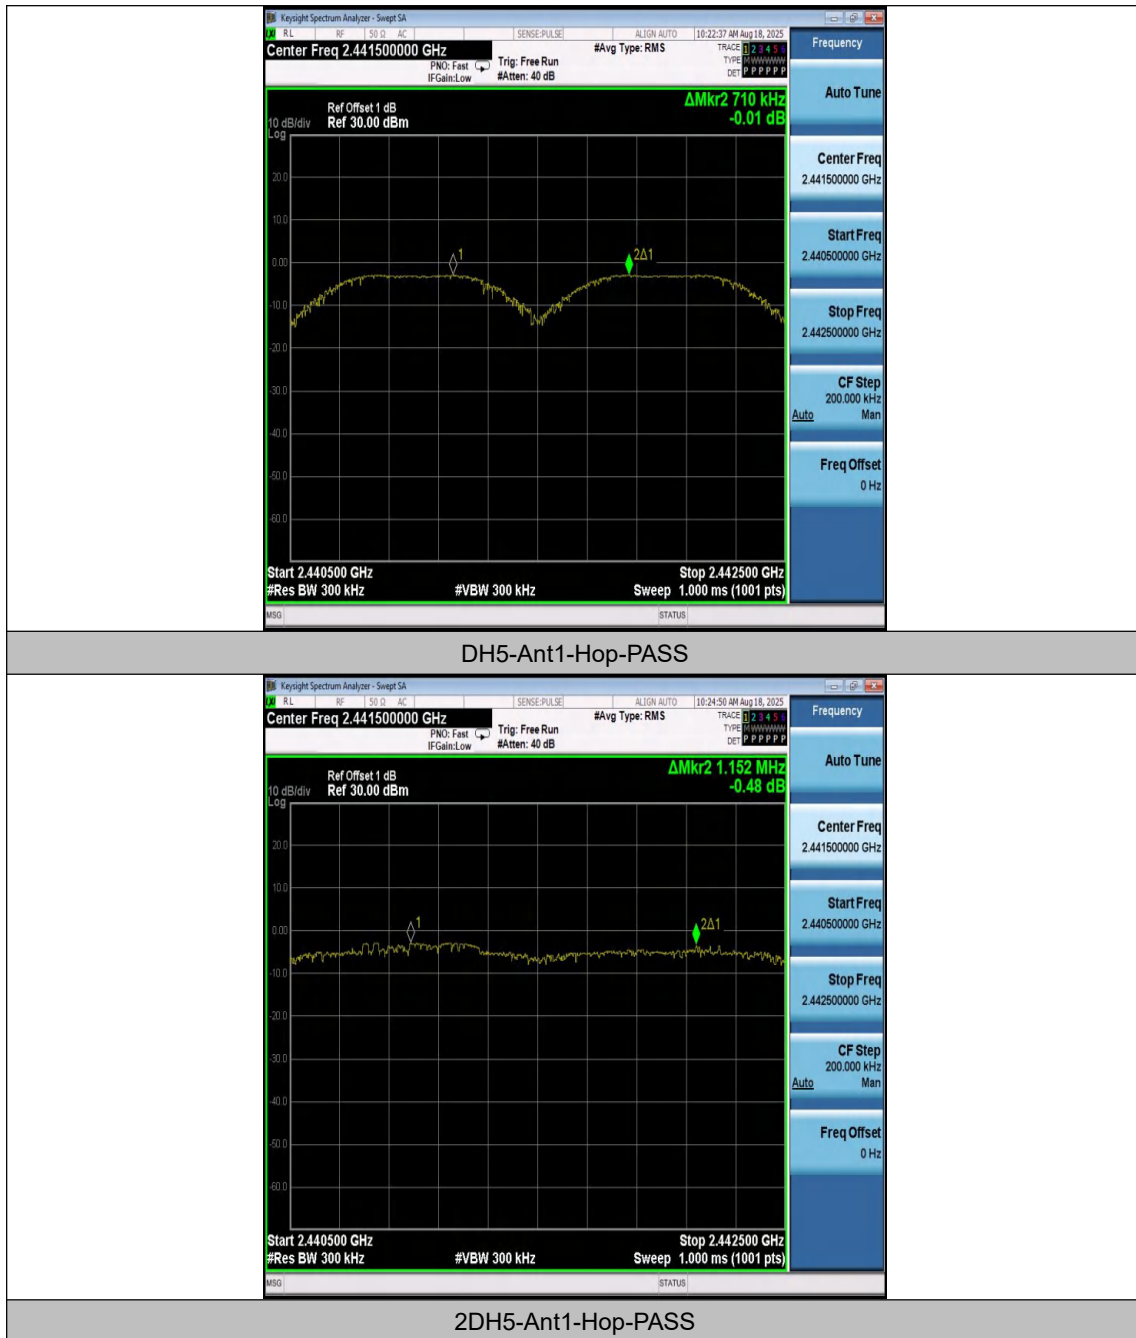 Keysight Spectrum Analyzer - Swept SA
RL RF 50 Ω AC SENSE:PULSE ALIGN AUTO 10:22:37 AM Aug 18, 2025
Center Freq 2.441500000 GHz #Avg Type: RMS TRACE 1 2 3 4 5 6
PNO: Fast Trig: Free Run TYPE M WWWWW
IFGain:Low #Atten: 40 dB DET P P P P P P
Frequency
Auto Tune
ΔMkr2 710 kHz
Ref Offset 1 dB
10 dB/div Ref 30.00 dBm -0.01 dB
Log
20.0
10.0
0.00
-10.0
-20.0
-30.0
-40.0
-50.0
-60.0
1
2Δ1
Center Freq
2.441500000 GHz
Start Freq
2.440500000 GHz
Stop Freq
2.442500000 GHz
CF Step
200.000 kHz
Auto Man
Freq Offset
0 Hz
Start 2.440500 GHz Stop 2.442500 GHz
#Res BW 300 kHz #VBW 300 kHz Sweep 1.000 ms (1001 pts)
MSG STATUS
DH5-Ant1-Hop-PASS
Keysight Spectrum Analyzer - Swept SA
RL RF 50 Ω AC SENSE:PULSE ALIGN AUTO 10:24:50 AM Aug 18, 2025
Center Freq 2.441500000 GHz #Avg Type: RMS TRACE 1 2 3 4 5 6
PNO: Fast Trig: Free Run TYPE M WWWWW
IFGain:Low #Atten: 40 dB DET P P P P P P
Frequency
Auto Tune
ΔMkr2 1.152 MHz
Ref Offset 1 dB
10 dB/div Ref 30.00 dBm -0.48 dB
Log
20.0
10.0
0.00
-10.0
-20.0
-30.0
-40.0
-50.0
-60.0
1
2Δ1
Center Freq
2.441500000 GHz
Start Freq
2.440500000 GHz
Stop Freq
2.442500000 GHz
CF Step
200.000 kHz
Auto Man
Freq Offset
0 Hz
Start 2.440500 GHz Stop 2.442500 GHz
#Res BW 300 kHz #VBW 300 kHz Sweep 1.000 ms (1001 pts)
MSG STATUS
2DH5-Ant1-Hop-PASS